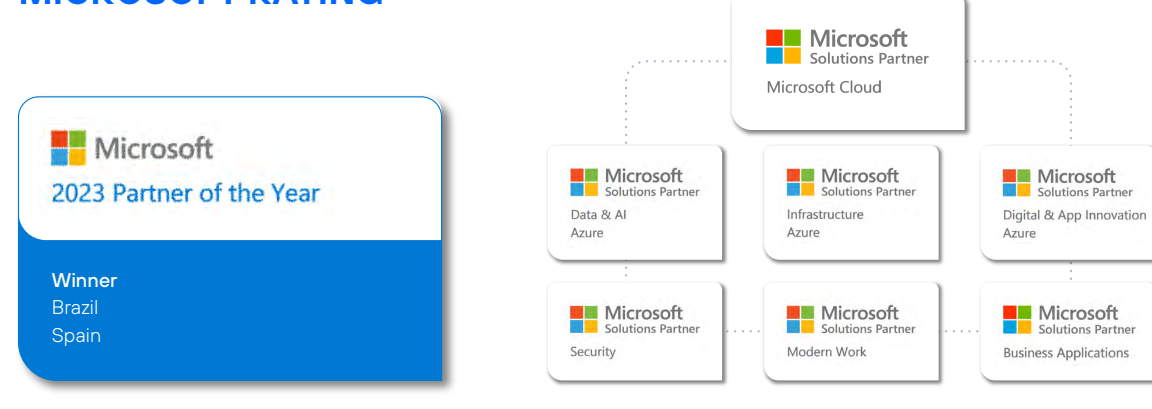 MICROSOFT RATING
Microsoft
2023 Partner of the Year
Winner
Brazil
Spain
Microsoft
Solutions Partner
Microsoft Cloud
Microsoft
Solutions Partner
Data & AI
Azure
Microsoft
Solutions Partner
Infrastructure
Azure
Microsoft
Solutions Partner
Digital & App Innovation
Azure
Microsoft
Solutions Partner
Security
Microsoft
Solutions Partner
Modern Work
Microsoft
Solutions Partner
Business Applications